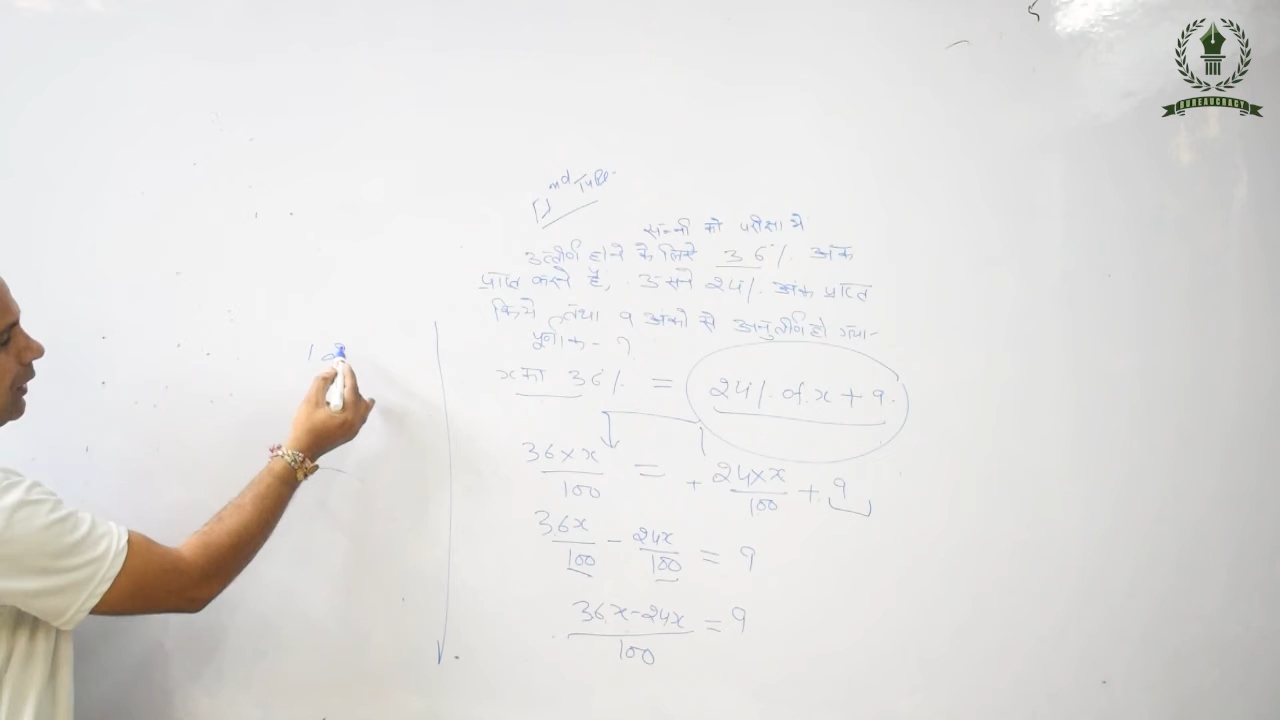 BUREAUCRACY
सन्नी को परीक्षा में
उत्तीर्ण होने के लिये 36% अंक
प्राप्त करने हैं, उसने 24% अंक प्राप्त
किये तथा 9 अंको से अनुत्तीर्ण हो गया-
पूर्णांक - ?
x का 36% = 24% of x + 9
36×x/100 = + 24×x/100 + 9
36x/100 - 24x/100 = 9
36x-24x/100 = 9